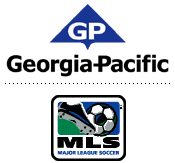 GP
Georgia-Pacific
MLS
MAJOR LEAGUE SOCCER